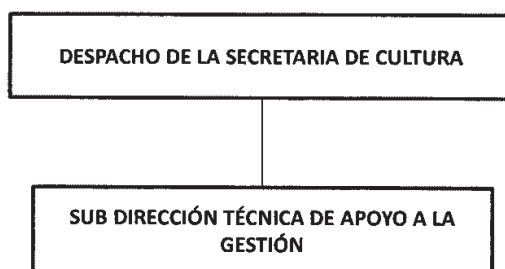 DESPACHO DE LA SECRETARIA DE CULTURA
SUB DIRECCIÓN TÉCNICA DE APOYO A LA
GESTIÓN